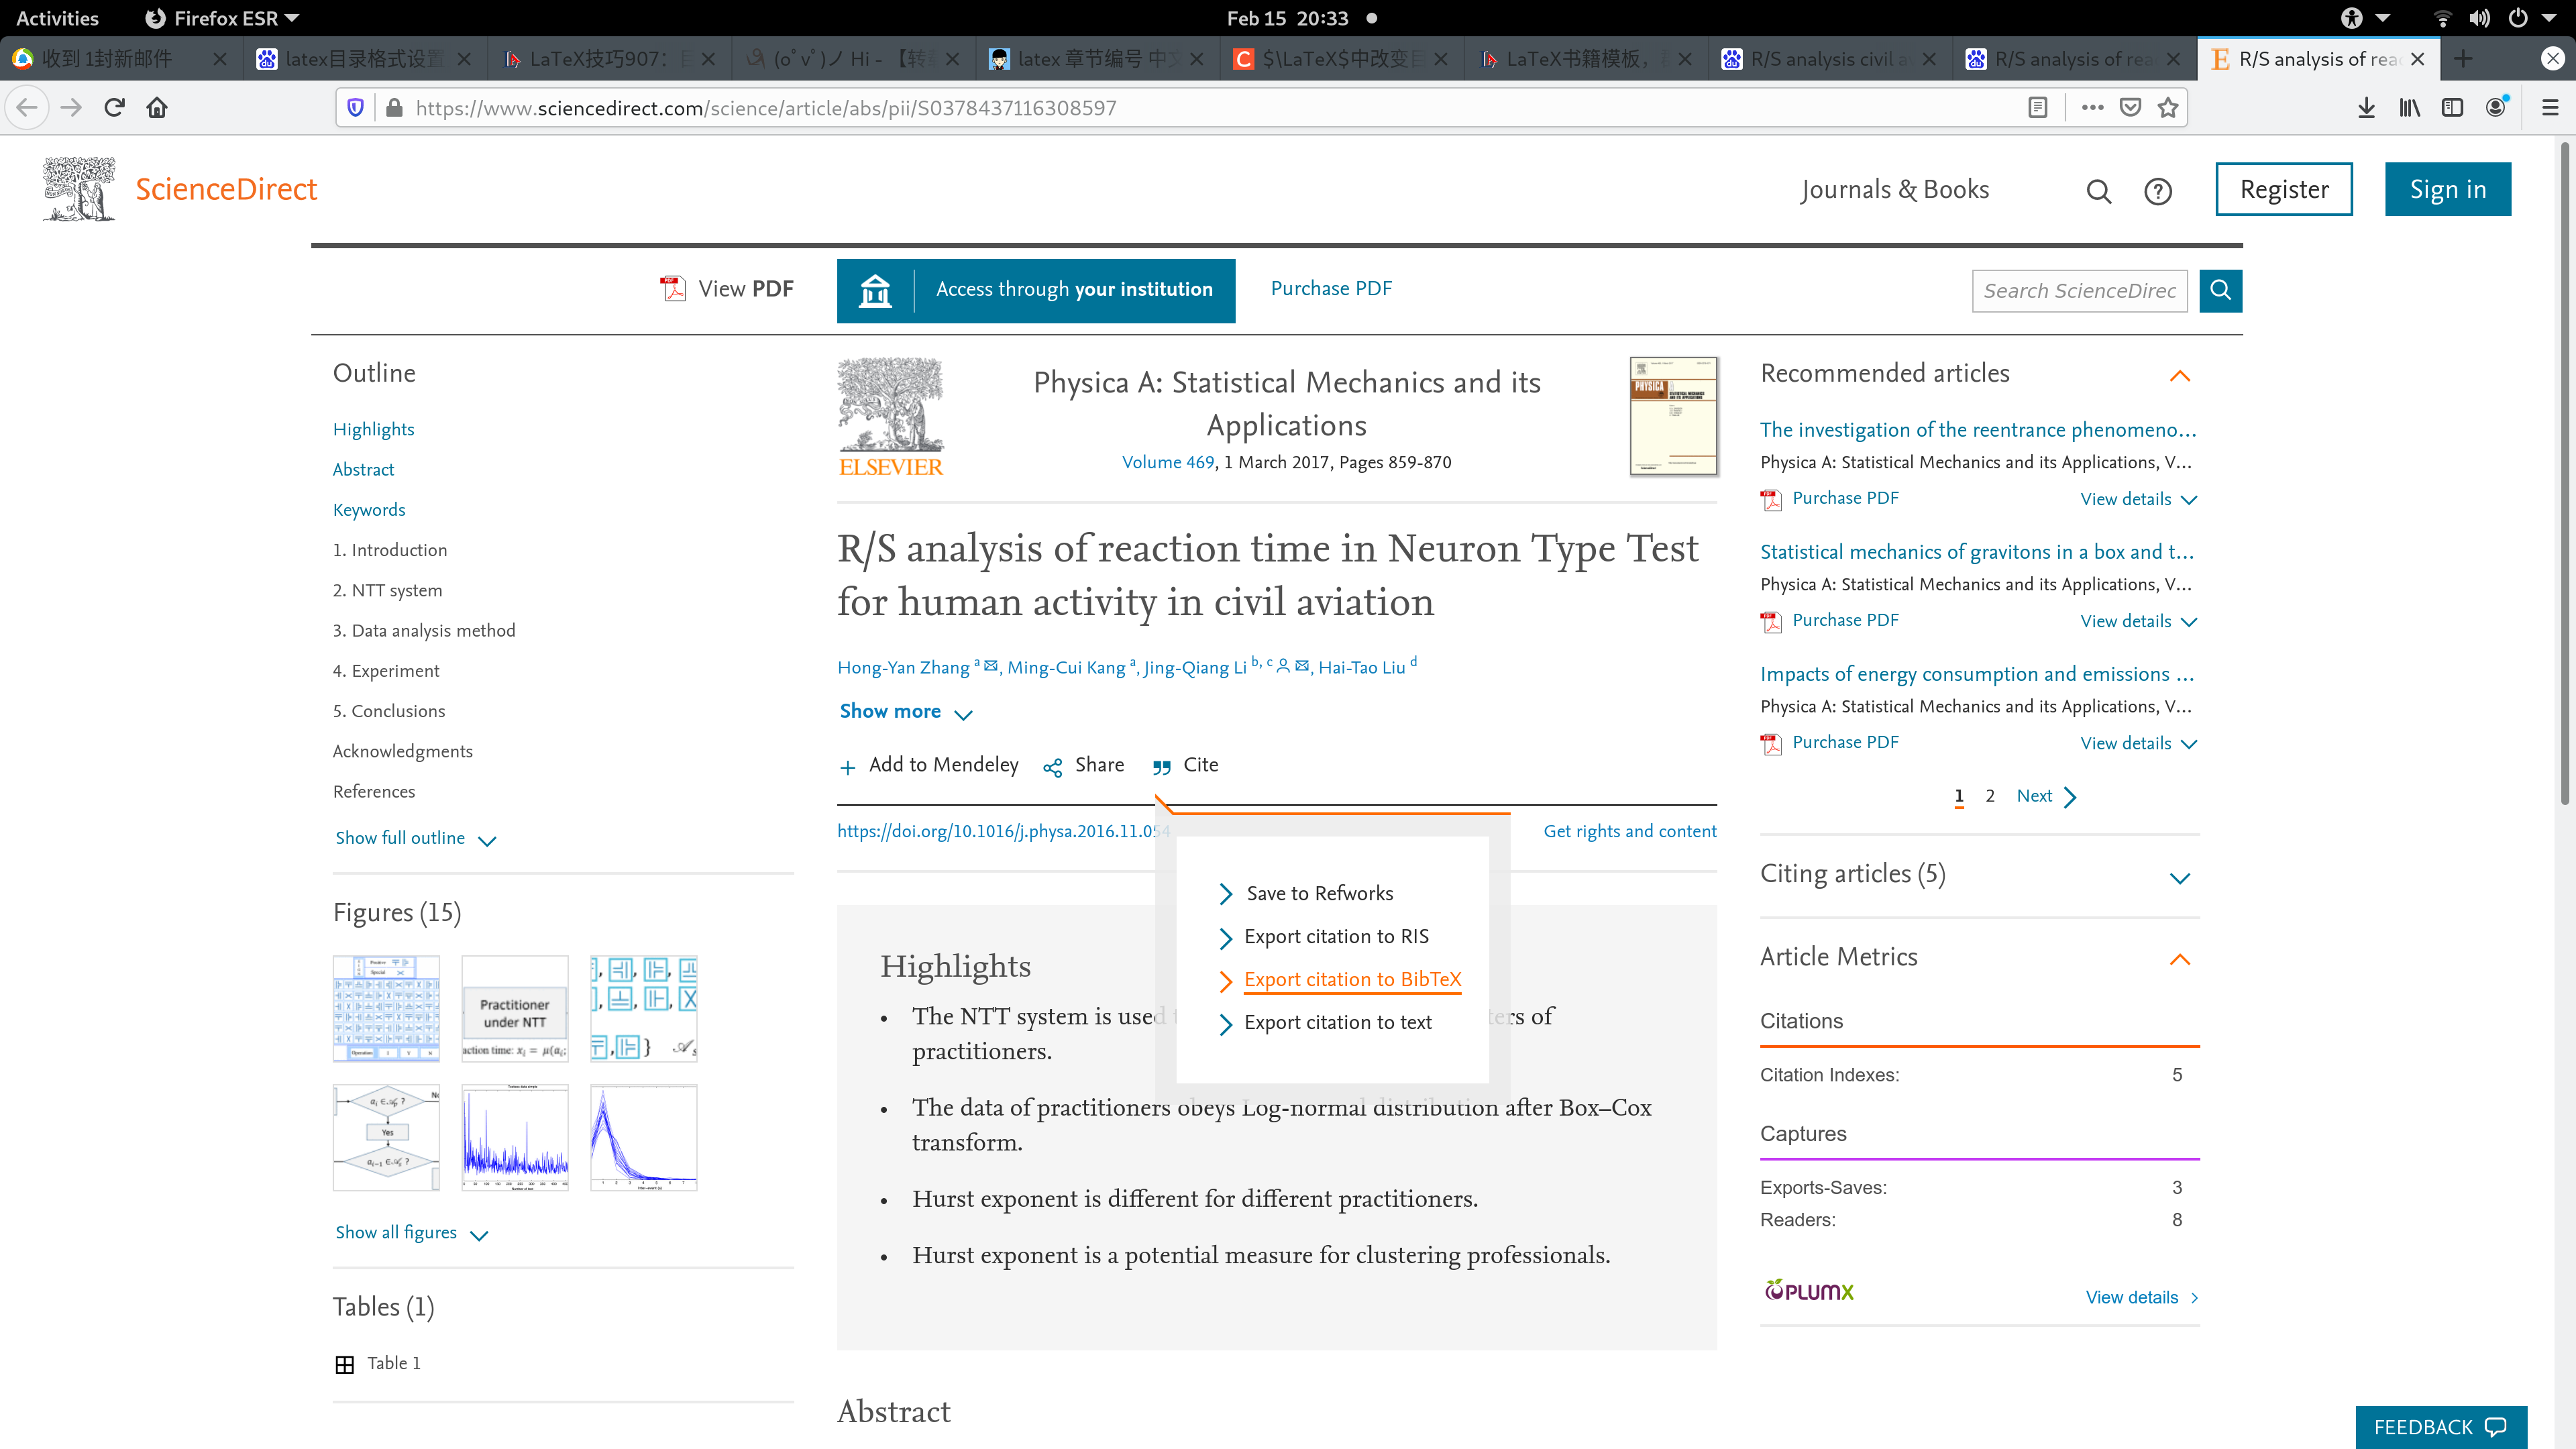 Activities
Firefox ESR
Feb 15 20:33
收到 1封新邮件
latex目录格式设置
LaTeX技巧907：目
(oﾟvﾟ)ノ Hi - 【转
latex 章节编号 中文
$\LaTeX$中改变目
LaTeX书籍模板，
R/S analysis civil a
R/S analysis of rea
R/S analysis of rea
https://www.sciencedirect.com/science/article/abs/pii/S0378437116308597
ScienceDirect
Journals & Books
Register
Sign in
View PDF
Access through your institution
Purchase PDF
Search ScienceDirec
Outline
Highlights
Abstract
Keywords
1. Introduction
2. NTT system
3. Data analysis method
4. Experiment
5. Conclusions
Acknowledgments
References
Show full outline
Figures (15)
Practitioner
under NTT
Yes
Show all figures
Tables (1)
Table 1
ELSEVIER
Physica A: Statistical Mechanics and its
Applications
Volume 469, 1 March 2017, Pages 859-870
PHYSICA
R/S analysis of reaction time in Neuron Type Test
for human activity in civil aviation
Hong-Yan Zhang a, Ming-Cui Kang a, Jing-Qiang Li b, c, Hai-Tao Liu d
Show more
Add to Mendeley
Share
Cite
https://doi.org/10.1016/j.physa.2016.11.054
Get rights and content
Save to Refworks
Export citation to RIS
Export citation to BibTeX
Export citation to text
Highlights
• The NTT system is used
ters of
practitioners.
• The data of practitioners obeys Log-normal distribution after Box–Cox
transform.
• Hurst exponent is different for different practitioners.
• Hurst exponent is a potential measure for clustering professionals.
Abstract
Recommended articles
The investigation of the reentrance phenomeno...
Physica A: Statistical Mechanics and its Applications, V...
Purchase PDF
View details
Statistical mechanics of gravitons in a box and t...
Physica A: Statistical Mechanics and its Applications, V...
Purchase PDF
View details
Impacts of energy consumption and emissions ...
Physica A: Statistical Mechanics and its Applications, V...
Purchase PDF
View details
1 2 Next
Citing articles (5)
Article Metrics
Citations
Citation Indexes: 5
Captures
Exports-Saves: 3
Readers: 8
PLUMX
View details
FEEDBACK